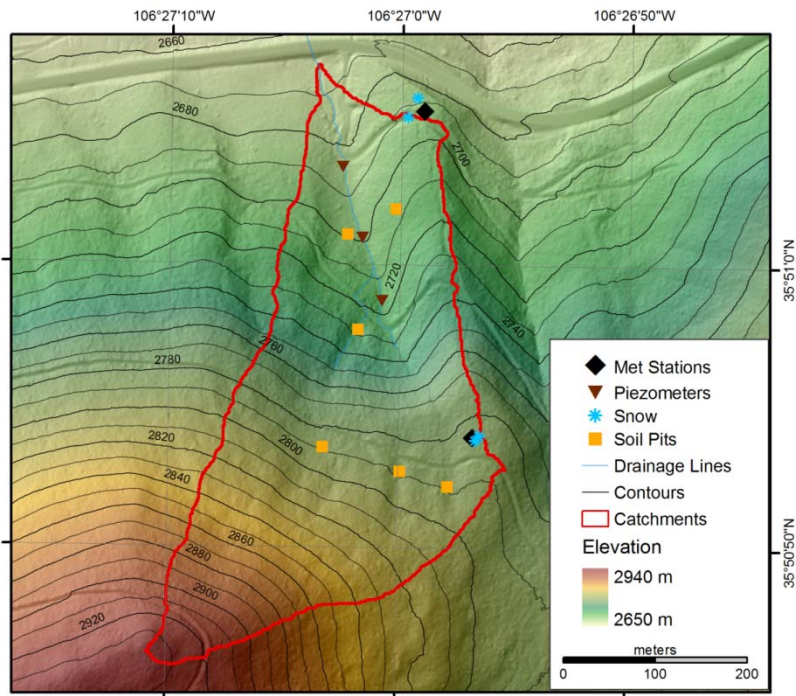 106°27'10"W
106°27'0"W
106°26'50"W
2660
2680
2700
35°51'0"N
2720
2740
2760
2780
2820
2800
2840
2860
2880
2900
2920
35°50'50"N
Met Stations
Piezometers
Snow
Soil Pits
Drainage Lines
Contours
Catchments
Elevation
2940 m
2650 m
meters
0 100 200